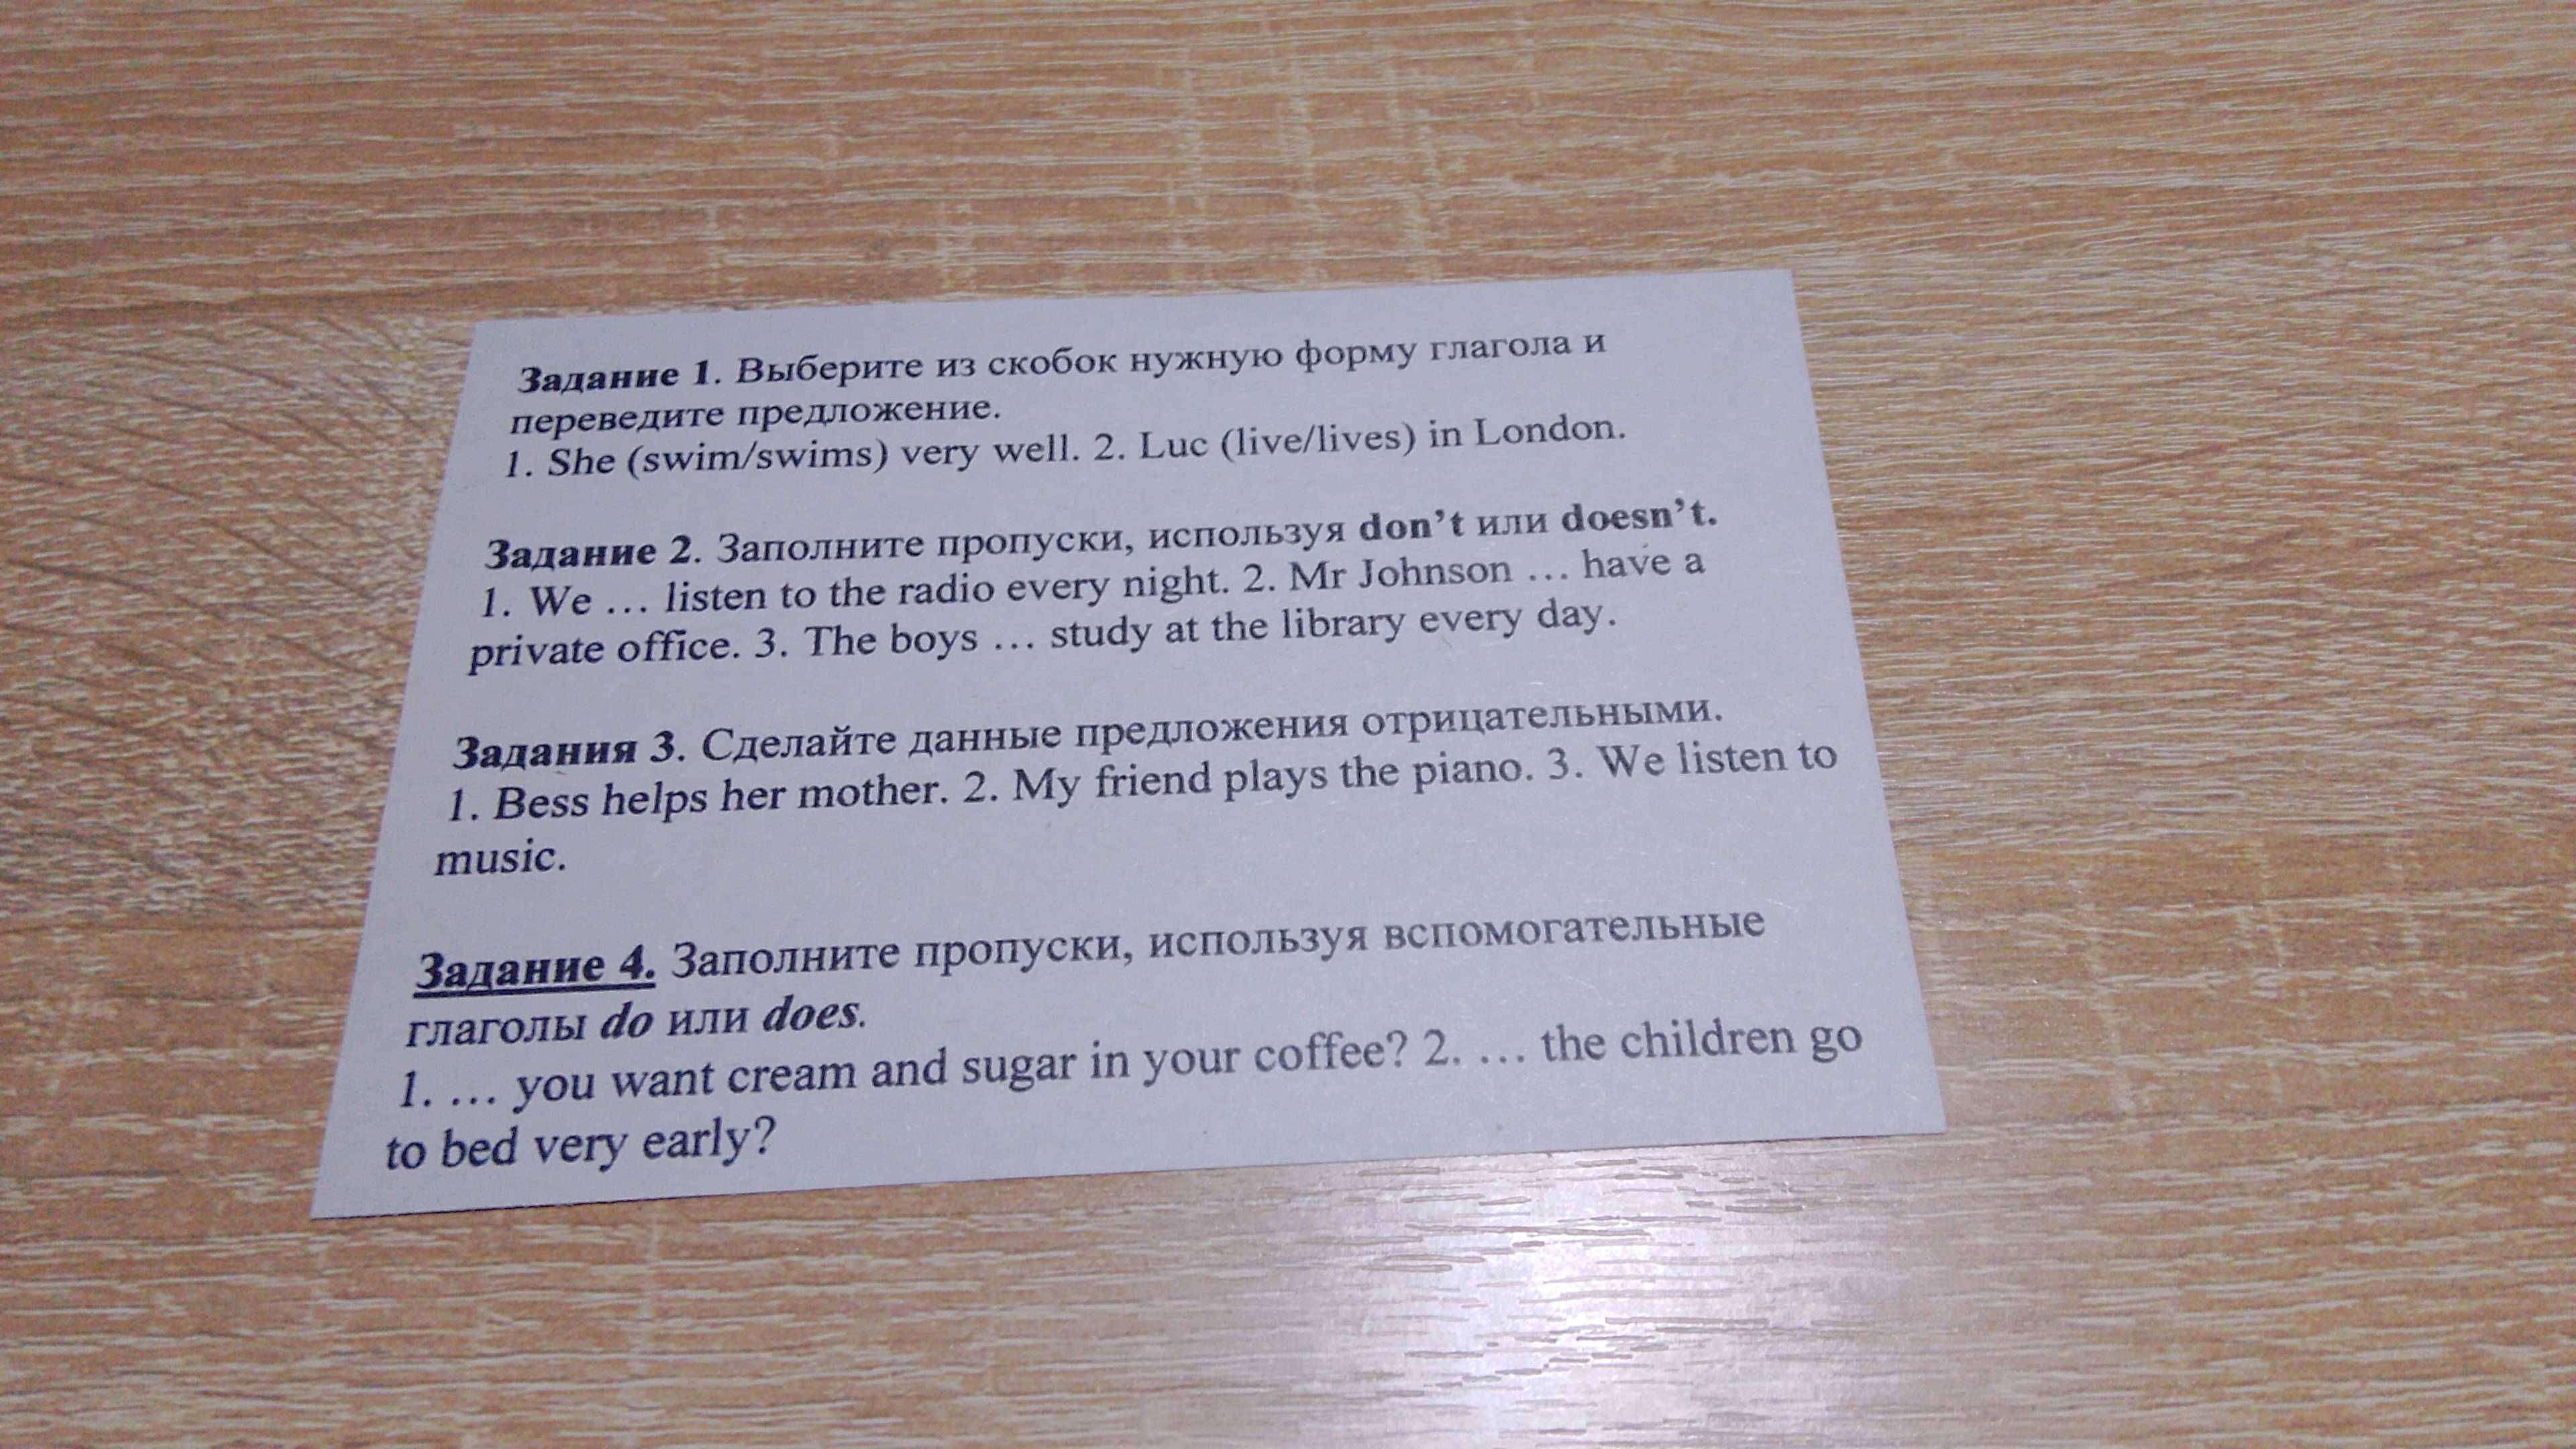 Задание 1. Выберите из скобок нужную форму глагола и
переведите предложение.
1. She (swim/swims) very well. 2. Luc (live/lives) in London.
Задание 2. Заполните пропуски, используя don't или doesn't.
1. We … listen to the radio every night. 2. Mr Johnson … have a
private office. 3. The boys … study at the library every day.
Задания 3. Сделайте данные предложения отрицательными.
1. Bess helps her mother. 2. My friend plays the piano. 3. We listen to
music.
Задание 4. Заполните пропуски, используя вспомогательные
глаголы do или does.
1. … you want cream and sugar in your coffee? 2. … the children go
to bed very early?